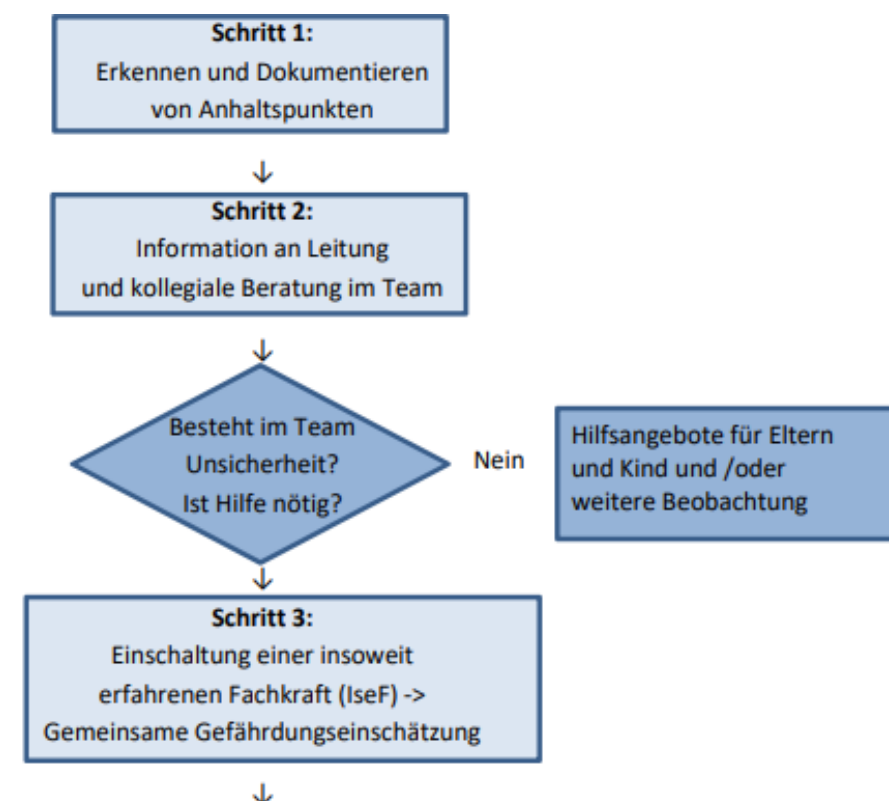 Schritt 1:
Erkennen und Dokumentieren
von Anhaltspunkten
↓
Schritt 2:
Information an Leitung
und kollegiale Beratung im Team
↓
Besteht im Team
Unsicherheit?
Ist Hilfe nötig?
Nein
Hilfsangebote für Eltern
und Kind und /oder
weitere Beobachtung
↓
Schritt 3:
Einschaltung einer insoweit
erfahrenen Fachkraft (IseF) ->
Gemeinsame Gefährdungseinschätzung
↓